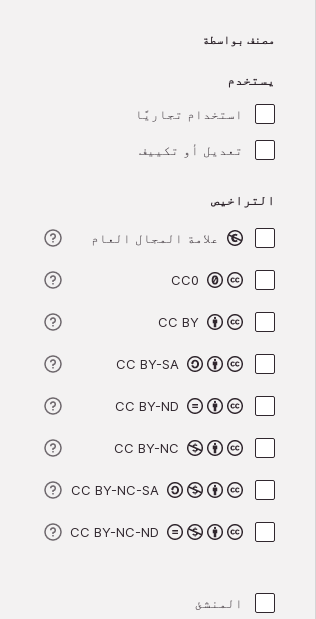 مصنف بواسطة
يستخدم
استخدام تجاريًا
تعديل أو تكييف
التراخيص
علامة المجال العام
CC0
CC BY
CC BY-SA
CC BY-ND
CC BY-NC
CC BY-NC-SA
CC BY-NC-ND
المنشئ